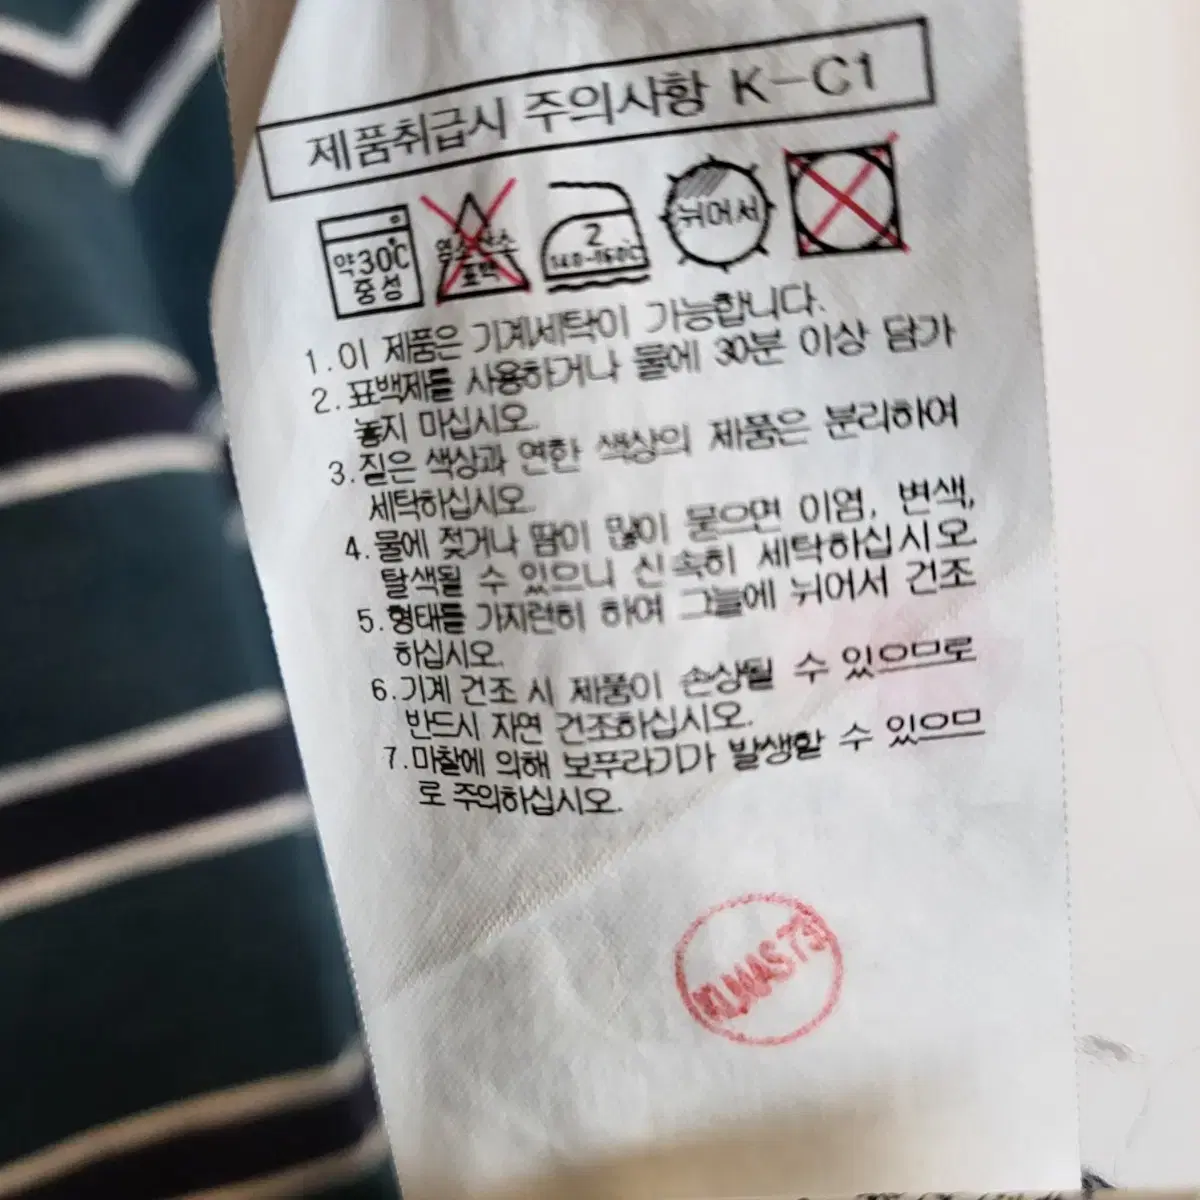 제품취급시 주의사항 K-C1
약30℃
중성
염소산소
표백
2
140-160℃
뉘어서
1.이 제품은 기계세탁이 가능합니다.
2.표백제를 사용하거나 물에 30분 이상 담가
놓지 마십시오.
3.짙은 색상과 연한 색상의 제품은 분리하여
세탁하십시오.
4.물에 젖거나 땀이 많이 묻으면 이염, 변색,
탈색될 수 있으니 신속히 세탁하십시오
5.형태를 가지런히 하여 그늘에 뉘어서 건조
하십시오.
6.기계 건조 시 제품이 손상될 수 있으므로
반드시 자연 건조하십시오.
7.마찰에 의해 보푸라기가 발생할 수 있으므
로 주의하십시오.